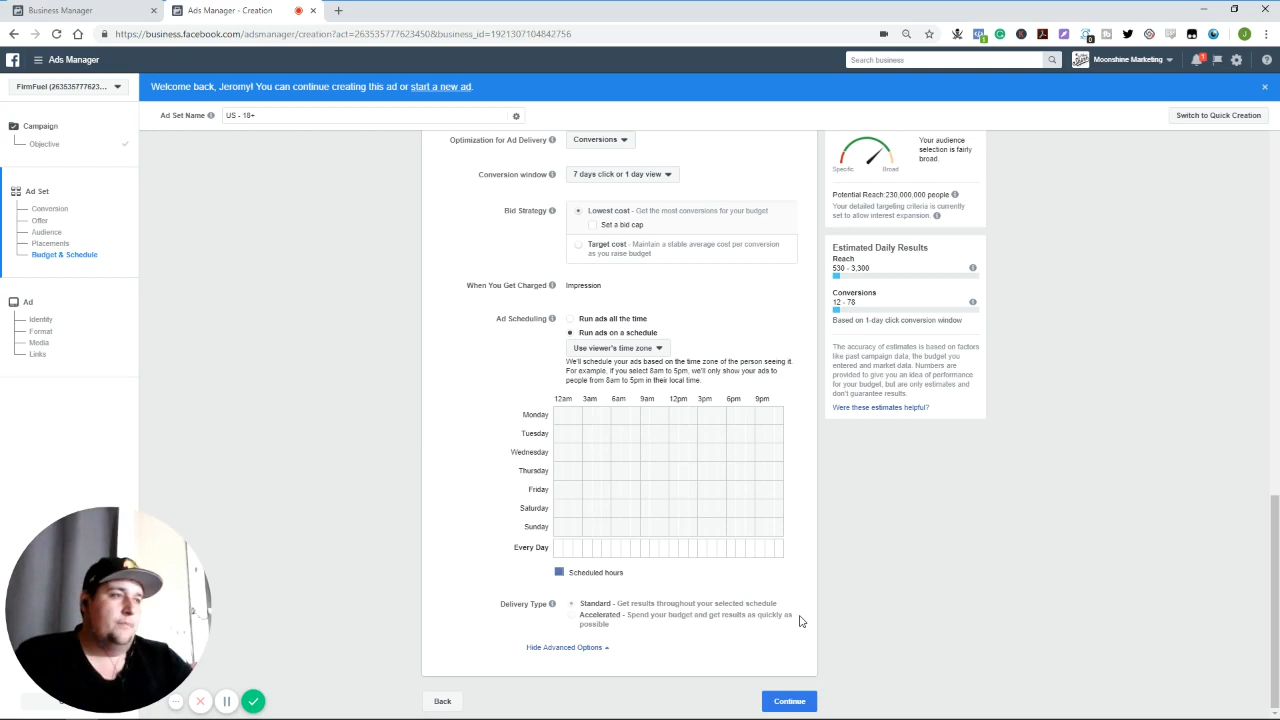 Business Manager
Ads Manager - Creation
https://business.facebook.com/adsmanager/creation?act=263535777623450&business_id=1921307104842756
Ads Manager
Search business
Moonshine Marketing
FirmFuel (263535777623...
Welcome back, Jeromy! You can continue creating this ad or start a new ad.
Ad Set Name
US - 18+
Switch to Quick Creation
Campaign
Objective
Ad Set
Conversion
Offer
Audience
Placements
Budget & Schedule
Ad
Identity
Format
Media
Links
Optimization for Ad Delivery
Conversions
Conversion window
7 days click or 1 day view
Bid Strategy
Lowest cost - Get the most conversions for your budget
Set a bid cap
Target cost - Maintain a stable average cost per conversion
as you raise budget
When You Get Charged
Impression
Ad Scheduling
Run ads all the time
Run ads on a schedule
Use viewer's time zone
We'll schedule your ads based on the time zone of the person seeing it.
For example, if you select 8am to 5pm, we'll only show your ads to
people from 8am to 5pm in their local time.
12am 3am 6am 9am 12pm 3pm 6pm 9pm
Monday
Tuesday
Wednesday
Thursday
Friday
Saturday
Sunday
Every Day
Scheduled hours
Delivery Type
Standard - Get results throughout your selected schedule
Accelerated - Spend your budget and get results as quickly as
possible
Hide Advanced Options
Back
Continue
Your audience
selection is fairly
broad.
Specific
Broad
Potential Reach:230,000,000 people
Your detailed targeting criteria is currently
set to allow interest expansion.
Estimated Daily Results
Reach
530 - 3,300
Conversions
12 - 78
Based on 1-day click conversion window
The accuracy of estimates is based on factors
like past campaign data, the budget you
entered and market data. Numbers are
provided to give you an idea of performance
for your budget, but are only estimates and
don't guarantee results.
Were these estimates helpful?